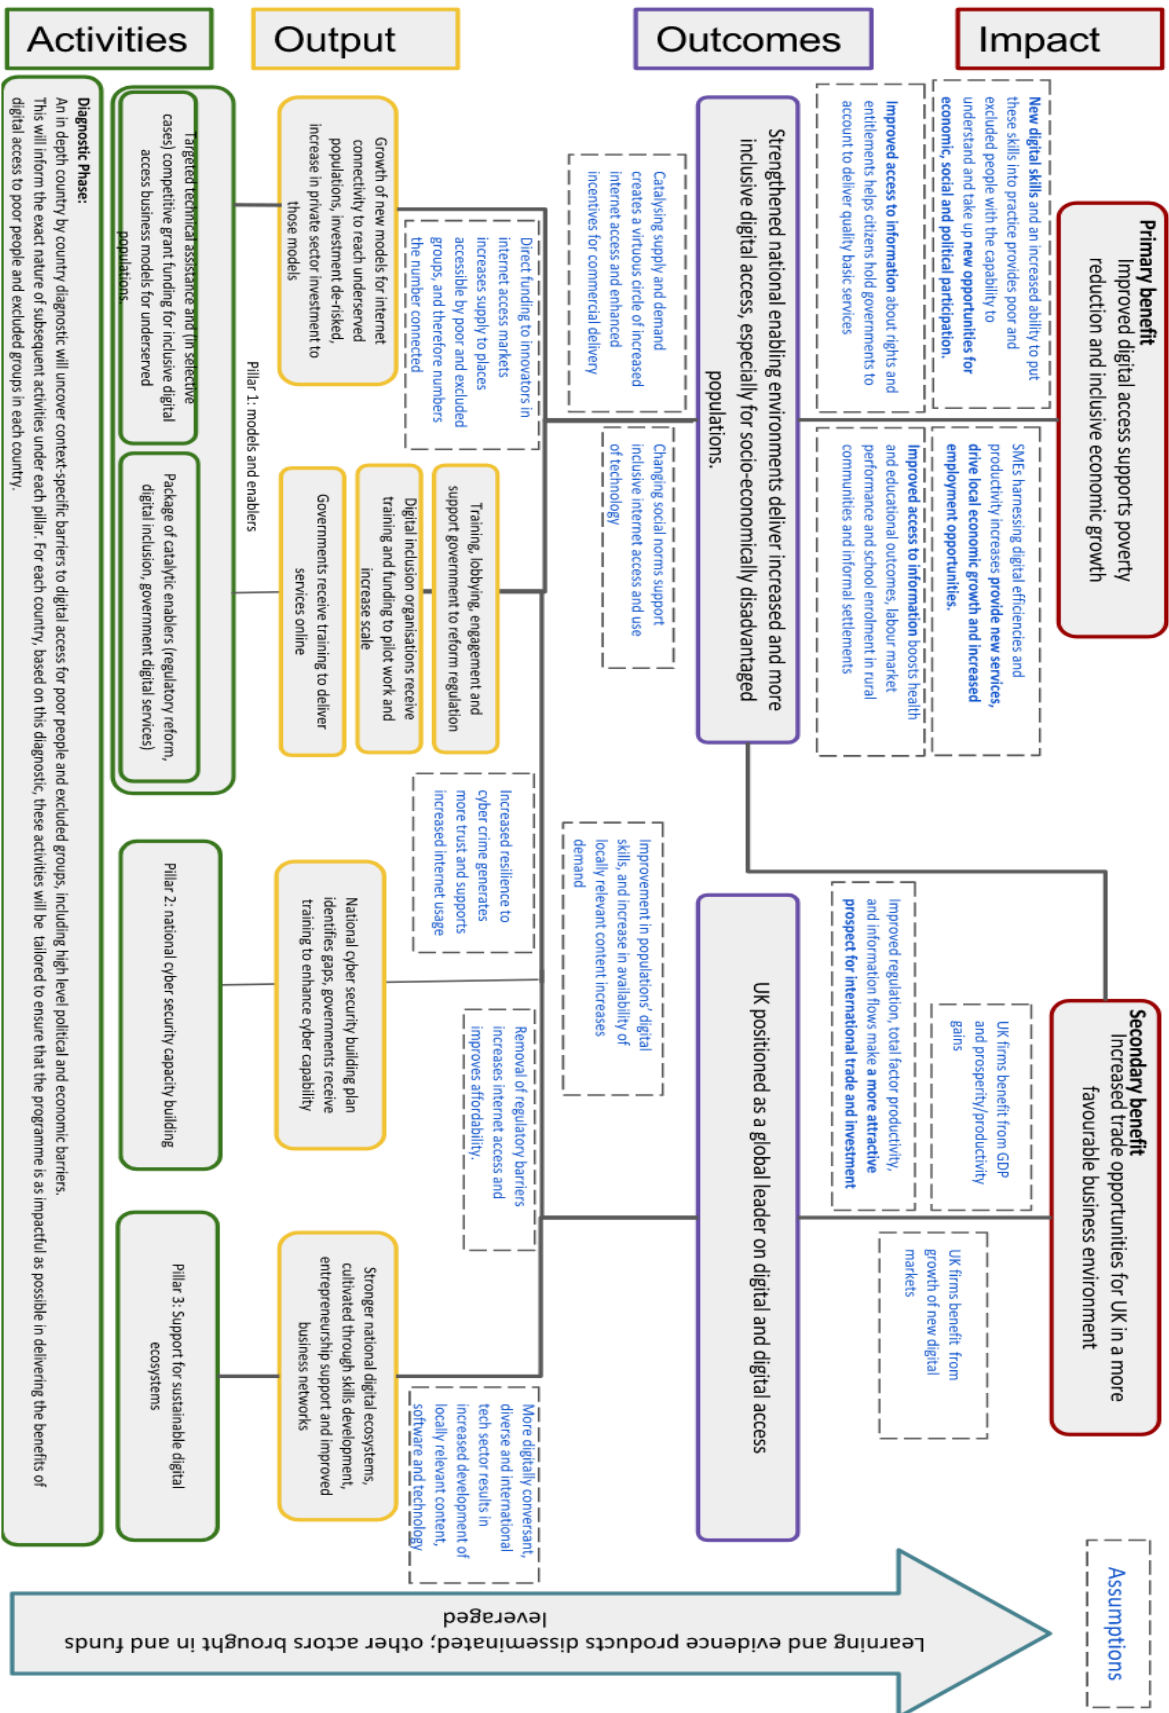 Impact
Primary benefit
Improved digital access supports poverty
reduction and inclusive economic growth
Secondary benefit
Increased trade opportunities for UK in a more
favourable business environment
Assumptions
New digital skills and an increased ability to put
these skills into practice provides poor and
excluded people with the capability to
understand and take up new opportunities for
economic, social and political participation.
SMEs harnessing digital efficiencies and
productivity increases provide new services,
drive local economic growth and increased
employment opportunities.
UK firms benefit from GDP
and prosperity/productivity
gains
UK firms benefit from
growth of new digital
markets
Improved access to information about rights and
entitlements helps citizens hold governments to
account to deliver quality basic services
Improved access to information boosts health
and educational outcomes, labour market
performance and school enrolment in rural
communities and informal settlements
Improved regulation, total factor productivity,
and information flows make a more attractive
prospect for international trade and investment
Outcomes
Strengthened national enabling environments deliver increased and more
inclusive digital access, especially for socio-economically disadvantaged
populations.
UK positioned as a global leader on digital and digital access
Catalysing supply and demand
creates a virtuous circle of increased
internet access and enhanced
incentives for commercial delivery
Changing social norms support
inclusive internet access and use
of technology
Improvement in populations' digital
skills, and increase in availability of
locally relevant content increases
demand
Direct funding to innovators in
internet access markets
increases supply to places
accessible by poor and excluded
groups, and therefore numbers
the number connected
Increased resilience to
cyber crime generates
more trust and supports
increased internet usage
Removal of regulatory barriers
increases internet access and
improves affordability.
More digitally conversant,
diverse and international
tech sector results in
increased development of
locally relevant content,
software and technology
Output
Growth of new models for internet
connectivity to reach underserved
populations, investment de-risked,
increase in private sector investment to
those models
Training, lobbying, engagement and
support government to reform regulation
Digital inclusion organisations receive
training and funding to pilot work and
increase scale
Governments receive training to deliver
services online
National cyber security building plan
identifies gaps, governments receive
training to enhance cyber capability
Stronger national digital ecosystems,
cultivated through skills development,
entrepreneurship support and improved
business networks
Activities
Pillar 1: models and enablers
Targeted technical assistance and (in selective
cases) competitive grant funding for inclusive digital
access business models for underserved
populations.
Package of catalytic enablers (regulatory reform,
digital inclusion, government digital services)
Pillar 2: national cyber security capacity building
Pillar 3: Support for sustainable digital
ecosystems
Diagnostic Phase:
An in depth country by country diagnostic will uncover context-specific barriers to digital access for poor people and excluded groups, including high level political and economic barriers.
This will inform the exact nature of subsequent activities under each pillar. For each country, based on this diagnostic, these activities will be tailored to ensure that the programme is as impactful as possible in delivering the benefits of
digital access to poor people and excluded groups in each country.
Learning and evidence products disseminated; other actors brought in and funds
leveraged